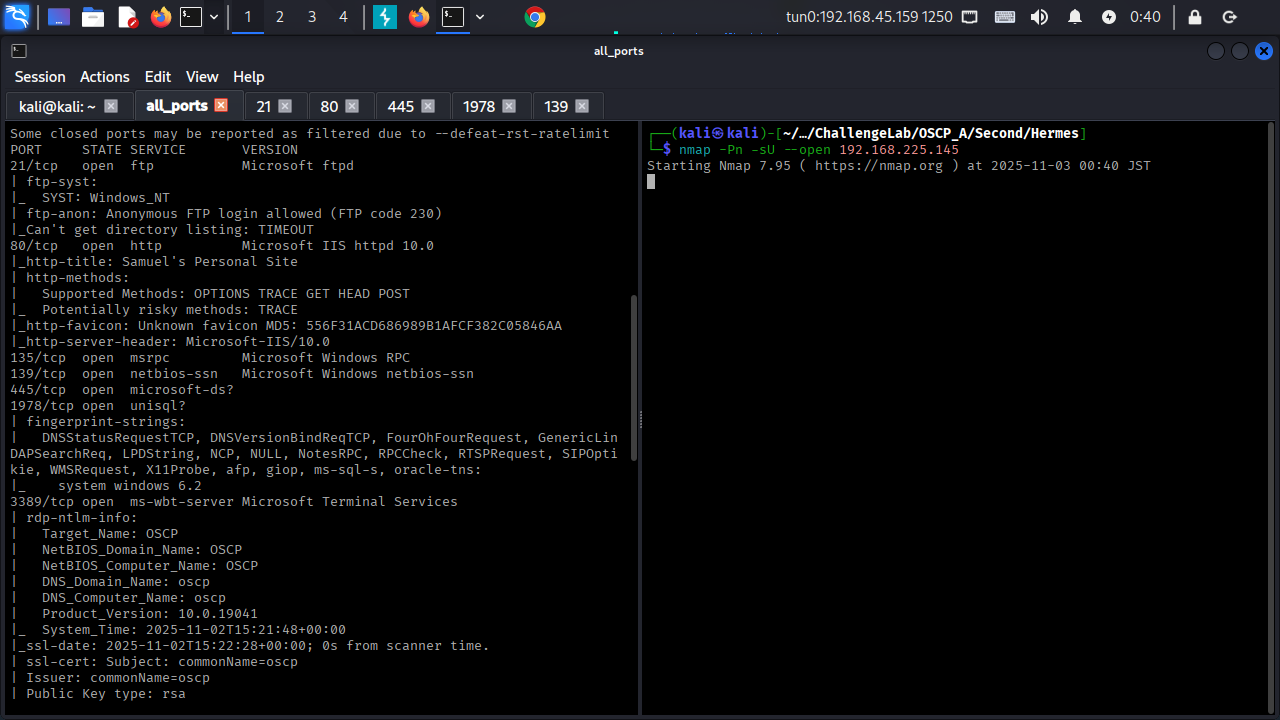 1
2
3
4
tun0:192.168.45.159 1250
0:40
all_ports
Session
Actions
Edit
View
Help
kali@kali: ~
all_ports
21
80
445
1978
139
Some closed ports may be reported as filtered due to --defeat-rst-ratelimit
PORT     STATE SERVICE       VERSION
21/tcp   open  ftp           Microsoft ftpd
| ftp-syst:
|_  SYST: Windows_NT
| ftp-anon: Anonymous FTP login allowed (FTP code 230)
|_Can't get directory listing: TIMEOUT
80/tcp   open  http          Microsoft IIS httpd 10.0
|_http-title: Samuel's Personal Site
| http-methods:
|   Supported Methods: OPTIONS TRACE GET HEAD POST
|_  Potentially risky methods: TRACE
|_http-favicon: Unknown favicon MD5: 556F31ACD686989B1AFCF382C05846AA
|_http-server-header: Microsoft-IIS/10.0
135/tcp  open  msrpc         Microsoft Windows RPC
139/tcp  open  netbios-ssn   Microsoft Windows netbios-ssn
445/tcp  open  microsoft-ds?
1978/tcp open  unisql?
| fingerprint-strings:
|   DNSStatusRequestTCP, DNSVersionBindReqTCP, FourOhFourRequest, GenericLin
DAPSearchReq, LPDString, NCP, NULL, NotesRPC, RPCCheck, RTSPRequest, SIPOpti
kie, WMSRequest, X11Probe, afp, giop, ms-sql-s, oracle-tns:
|_    system windows 6.2
3389/tcp open  ms-wbt-server Microsoft Terminal Services
| rdp-ntlm-info:
|   Target_Name: OSCP
|   NetBIOS_Domain_Name: OSCP
|   NetBIOS_Computer_Name: OSCP
|   DNS_Domain_Name: oscp
|   DNS_Computer_Name: oscp
|   Product_Version: 10.0.19041
|_  System_Time: 2025-11-02T15:21:48+00:00
|_ssl-date: 2025-11-02T15:22:28+00:00; 0s from scanner time.
| ssl-cert: Subject: commonName=oscp
| Issuer: commonName=oscp
| Public Key type: rsa
┌──(kali㉿kali)-[~/…/ChallengeLab/OSCP_A/Second/Hermes]
└─$ nmap -Pn -sU --open 192.168.225.145
Starting Nmap 7.95 ( https://nmap.org ) at 2025-11-03 00:40 JST